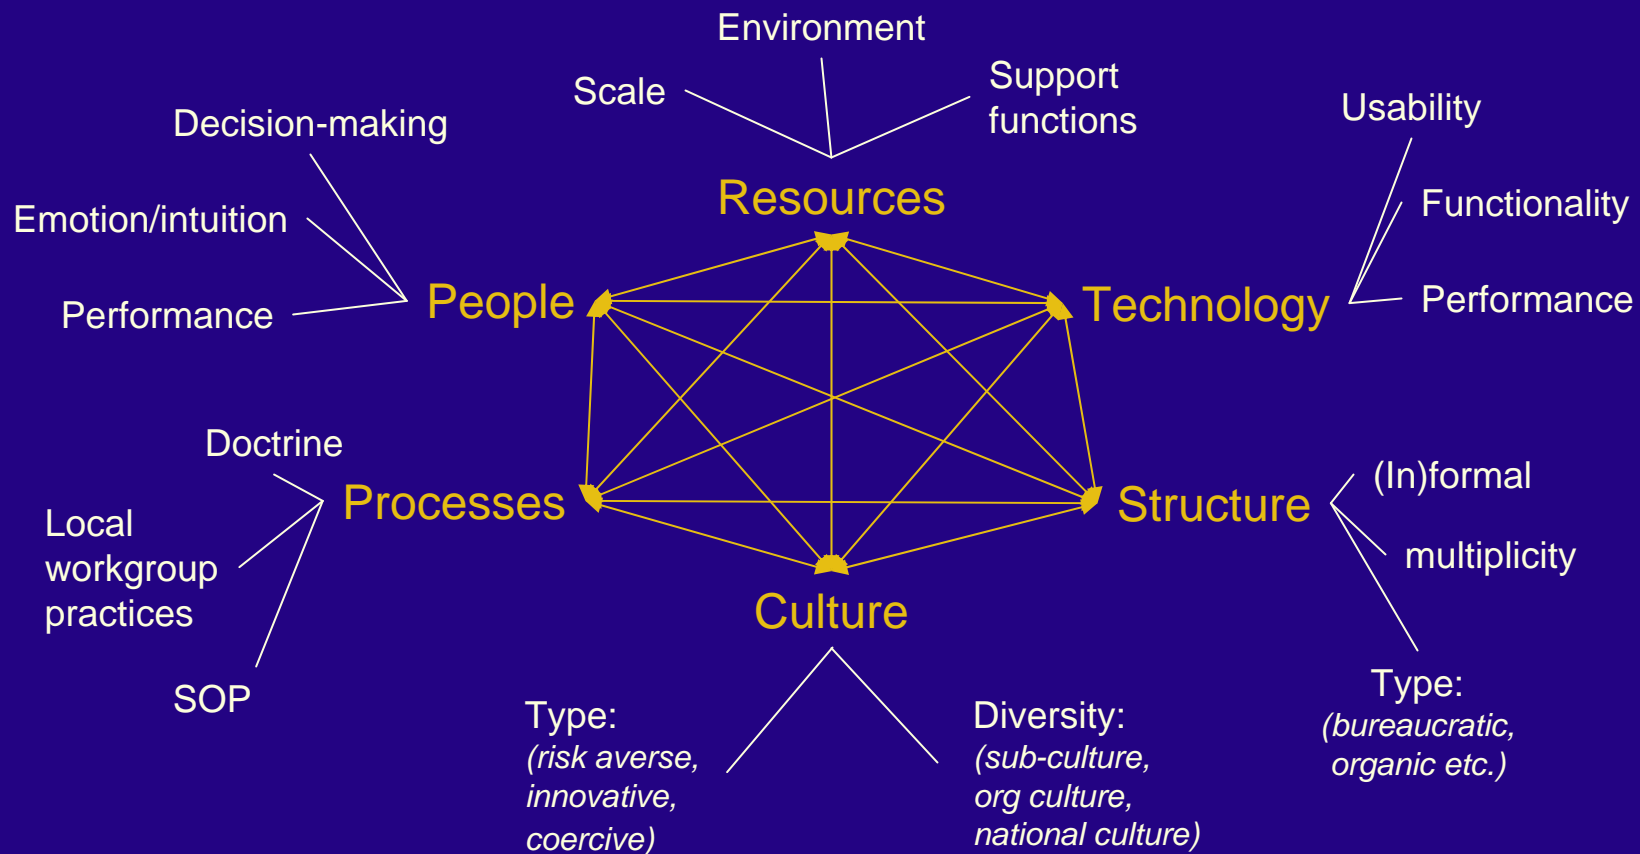 Environment
Scale
Support
functions
Usability
Decision-making
Resources
Functionality
Emotion/intuition
People
Technology
Performance
Performance
Doctrine
(In)formal
Processes
Structure
Local
workgroup
practices
multiplicity
Culture
SOP
Type:
(bureaucratic,
organic etc.)
Type:
(risk averse,
innovative,
coercive)
Diversity:
(sub-culture,
org culture,
national culture)